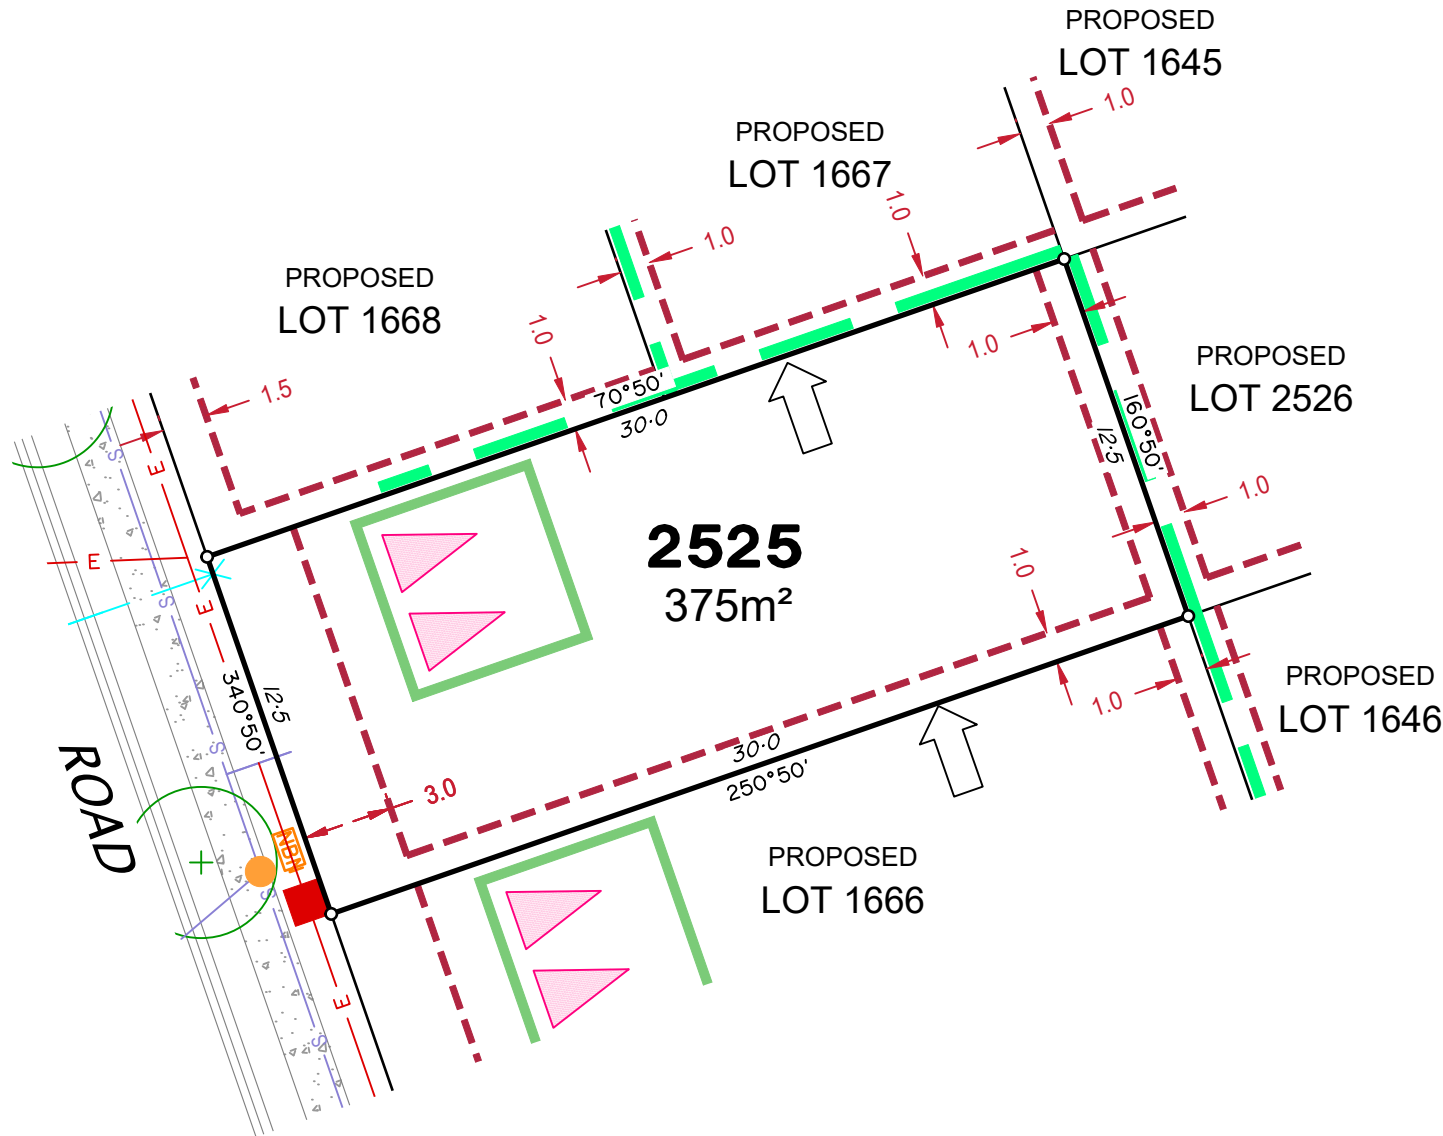 PROPOSED
LOT 1645
1.0
PROPOSED
LOT 1667
1.0
1.0
PROPOSED
LOT 1668
1.0
1.0
PROPOSED
LOT 2526
1.5
70°50'
30·0
160°50'
12·5
S
E
1.0
2525
375m²
1.0
E
S
E
PROPOSED
LOT 1646
1.0
340°50'
12·5
S
30·0
250°50'
3.0
ROAD
NBN
PROPOSED
LOT 1666
S
E
S